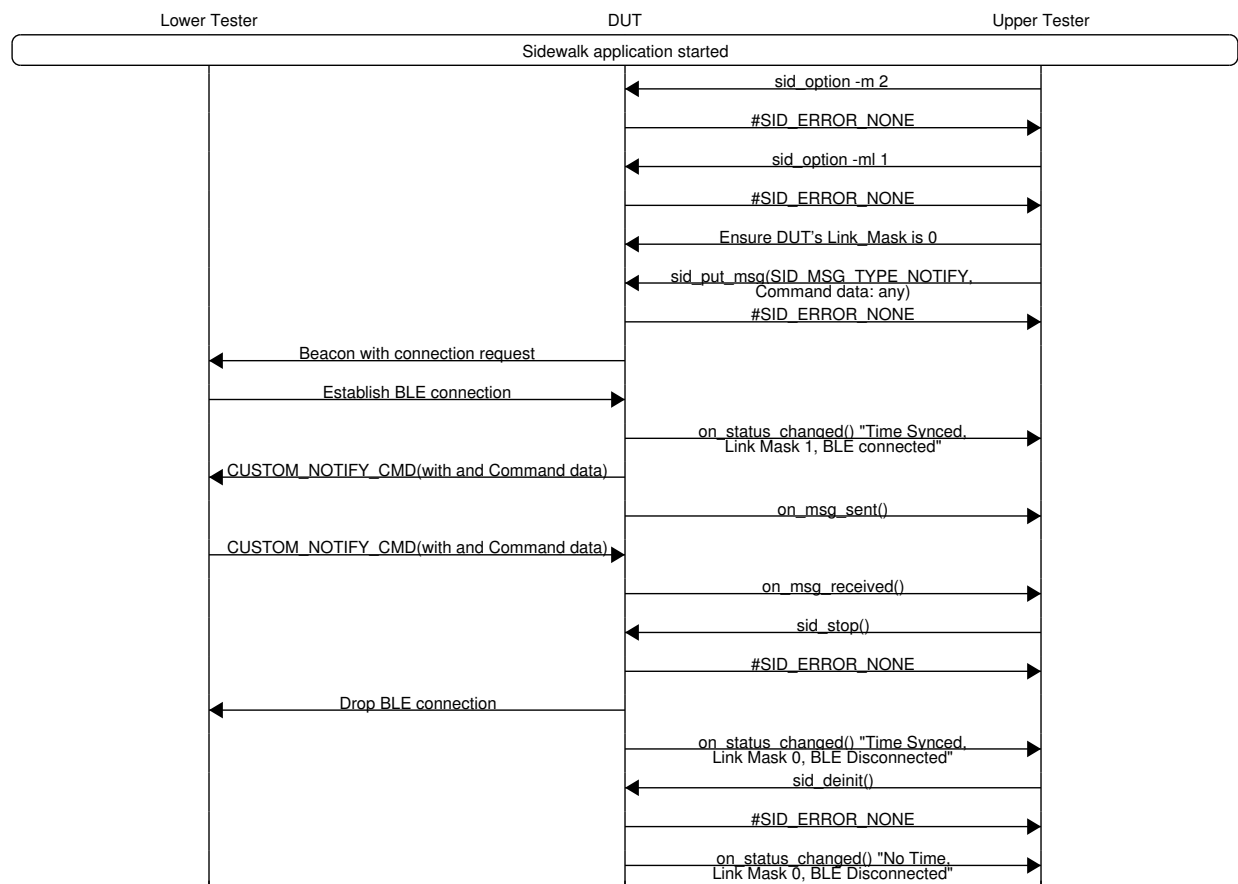 Lower Tester DUT Upper Tester
Sidewalk application started
sid_option -m 2
#SID_ERROR_NONE
sid_option -ml 1
#SID_ERROR_NONE
Ensure DUT's Link_Mask is 0
sid_put_msg(SID_MSG_TYPE_NOTIFY,
Command data: any)
#SID_ERROR_NONE
Beacon with connection request
Establish BLE connection
on_status_changed() "Time Synced,
Link Mask 1, BLE connected"
CUSTOM_NOTIFY_CMD(with and Command data)
on_msg_sent()
CUSTOM_NOTIFY_CMD(with and Command data)
on_msg_received()
sid_stop()
#SID_ERROR_NONE
Drop BLE connection
on_status_changed() "Time Synced,
Link Mask 0, BLE Disconnected"
sid_deinit()
#SID_ERROR_NONE
on_status_changed() "No Time,
Link Mask 0, BLE Disconnected"